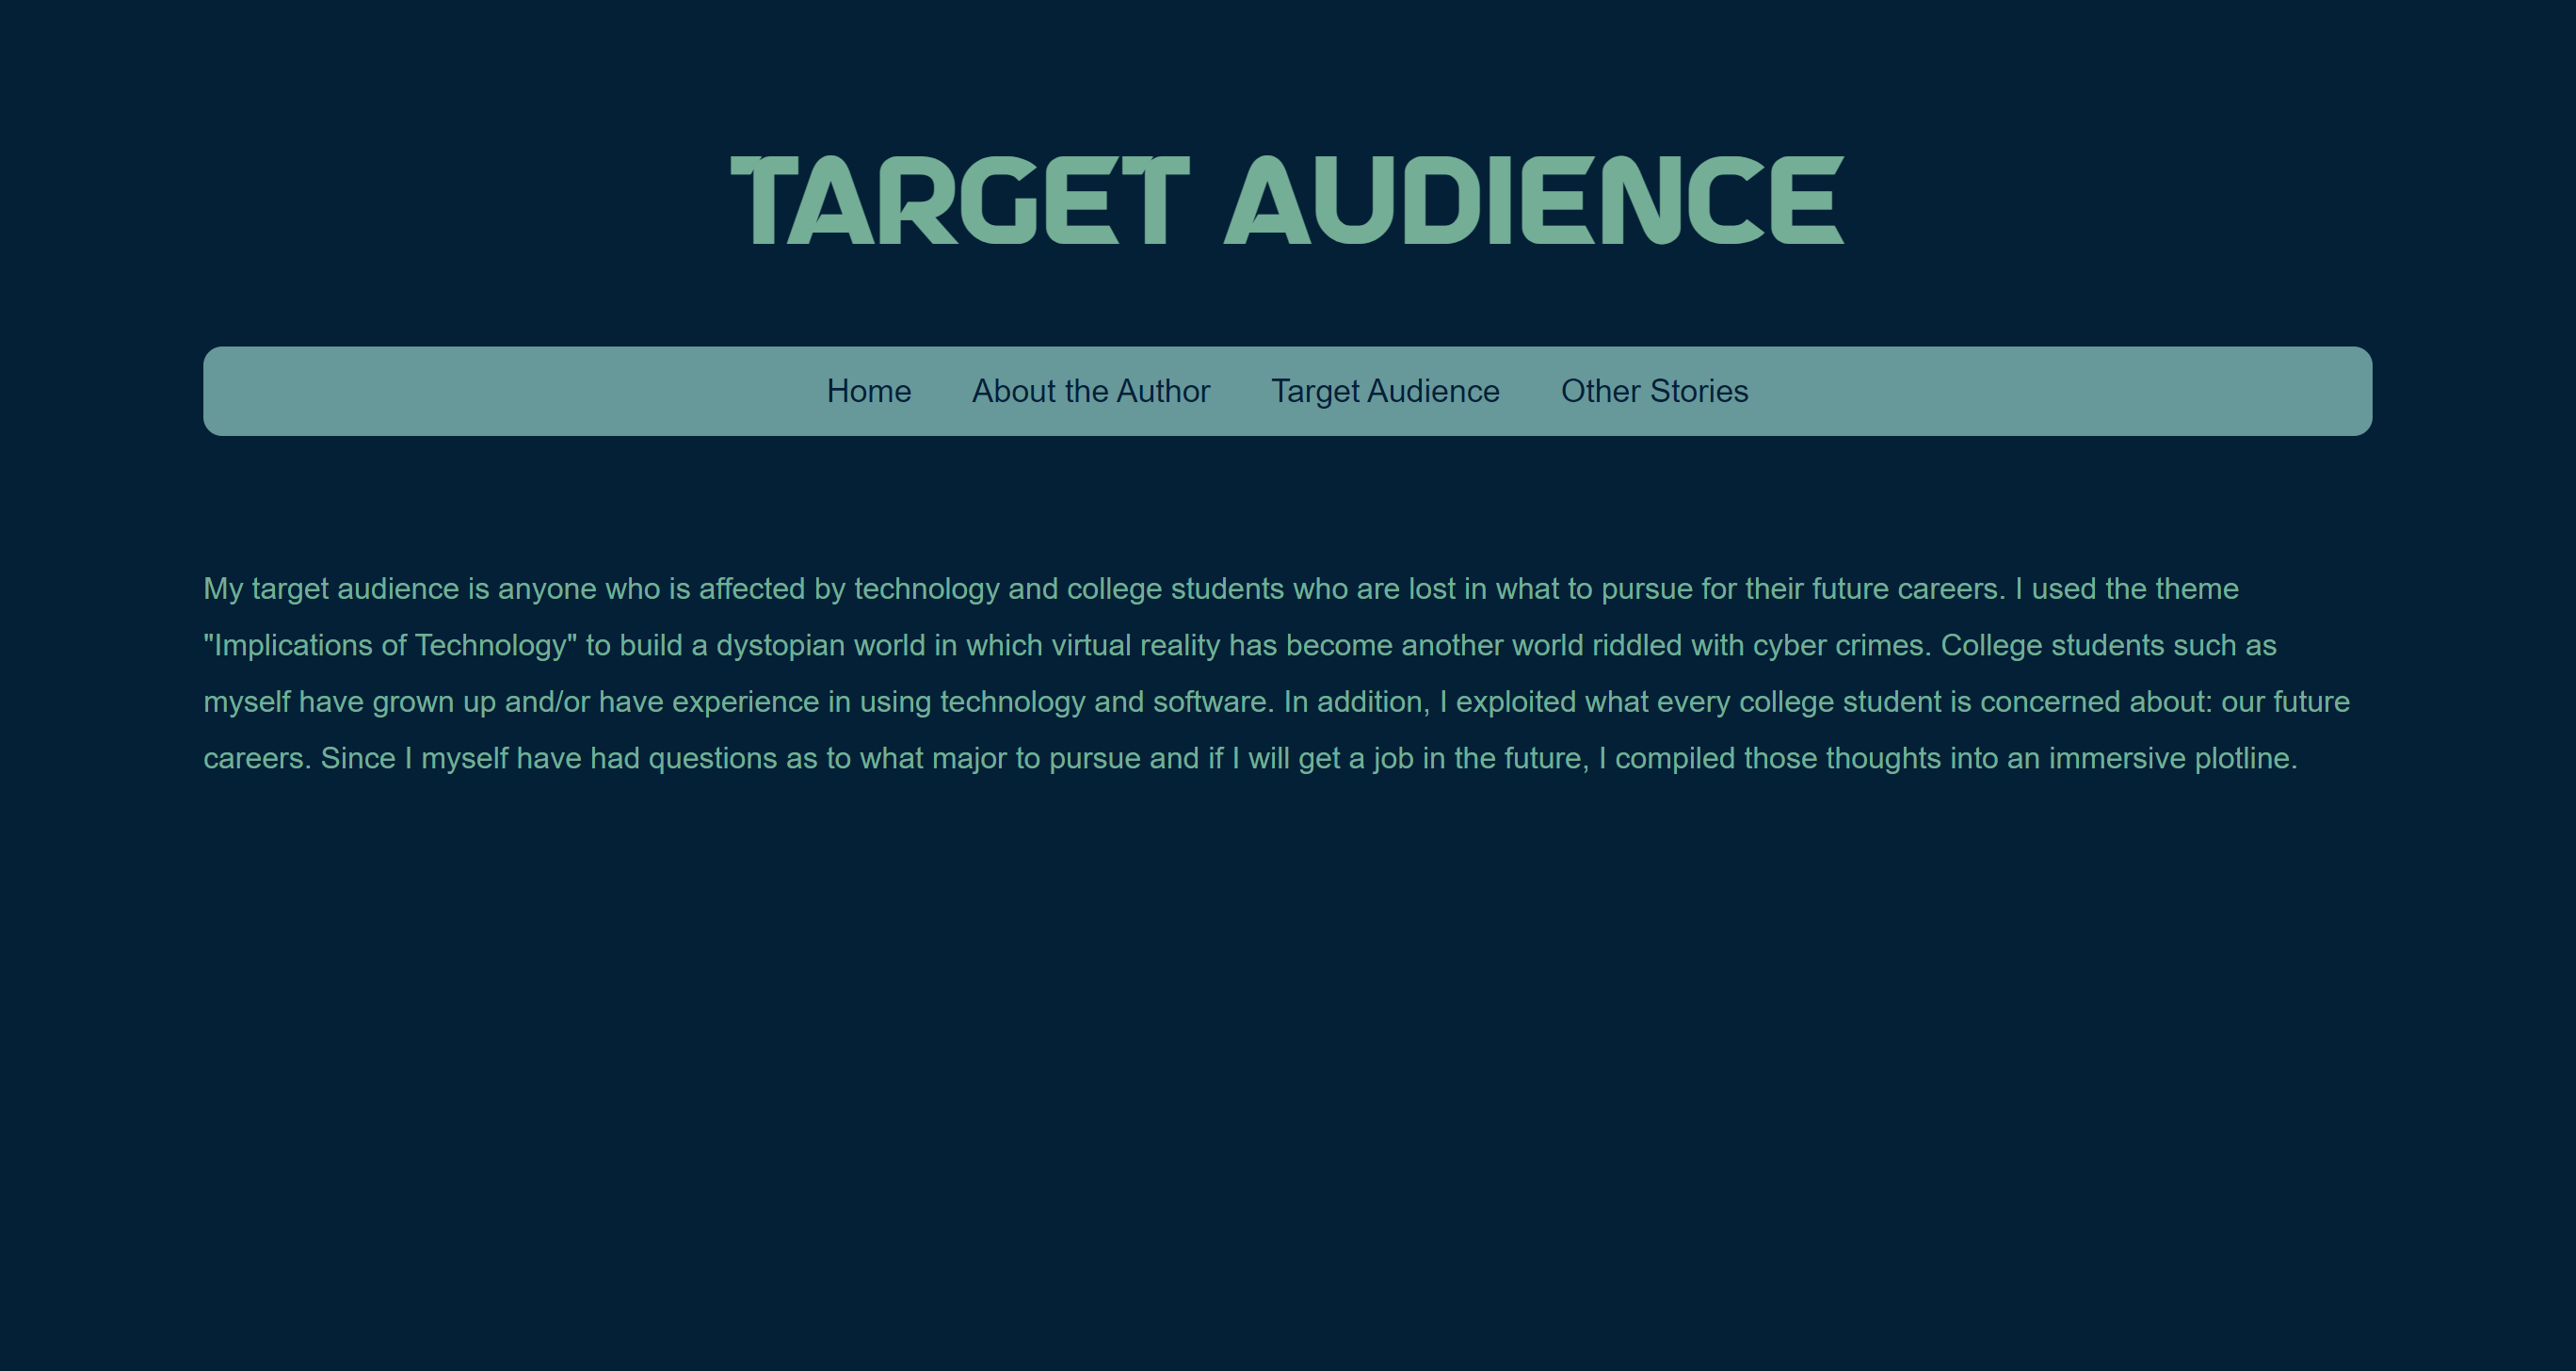 TARGET AUDIENCE
Home About the Author Target Audience Other Stories
My target audience is anyone who is affected by technology and college students who are lost in what to pursue for their future careers. I used the theme
"Implications of Technology" to build a dystopian world in which virtual reality has become another world riddled with cyber crimes. College students such as
myself have grown up and/or have experience in using technology and software. In addition, I exploited what every college student is concerned about: our future
careers. Since I myself have had questions as to what major to pursue and if I will get a job in the future, I compiled those thoughts into an immersive plotline.